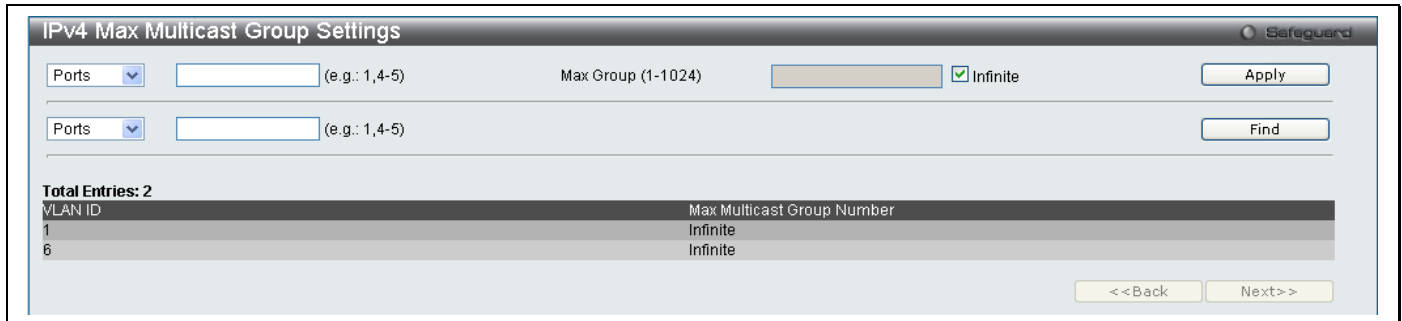 IPv4 Max Multicast Group Settings
Safeguard
Ports (e.g.: 1,4-5) Max Group (1-1024) Infinite Apply
Ports (e.g.: 1,4-5) Find
Total Entries: 2
VLAN ID Max Multicast Group Number
1 Infinite
6 Infinite
<<Back Next>>